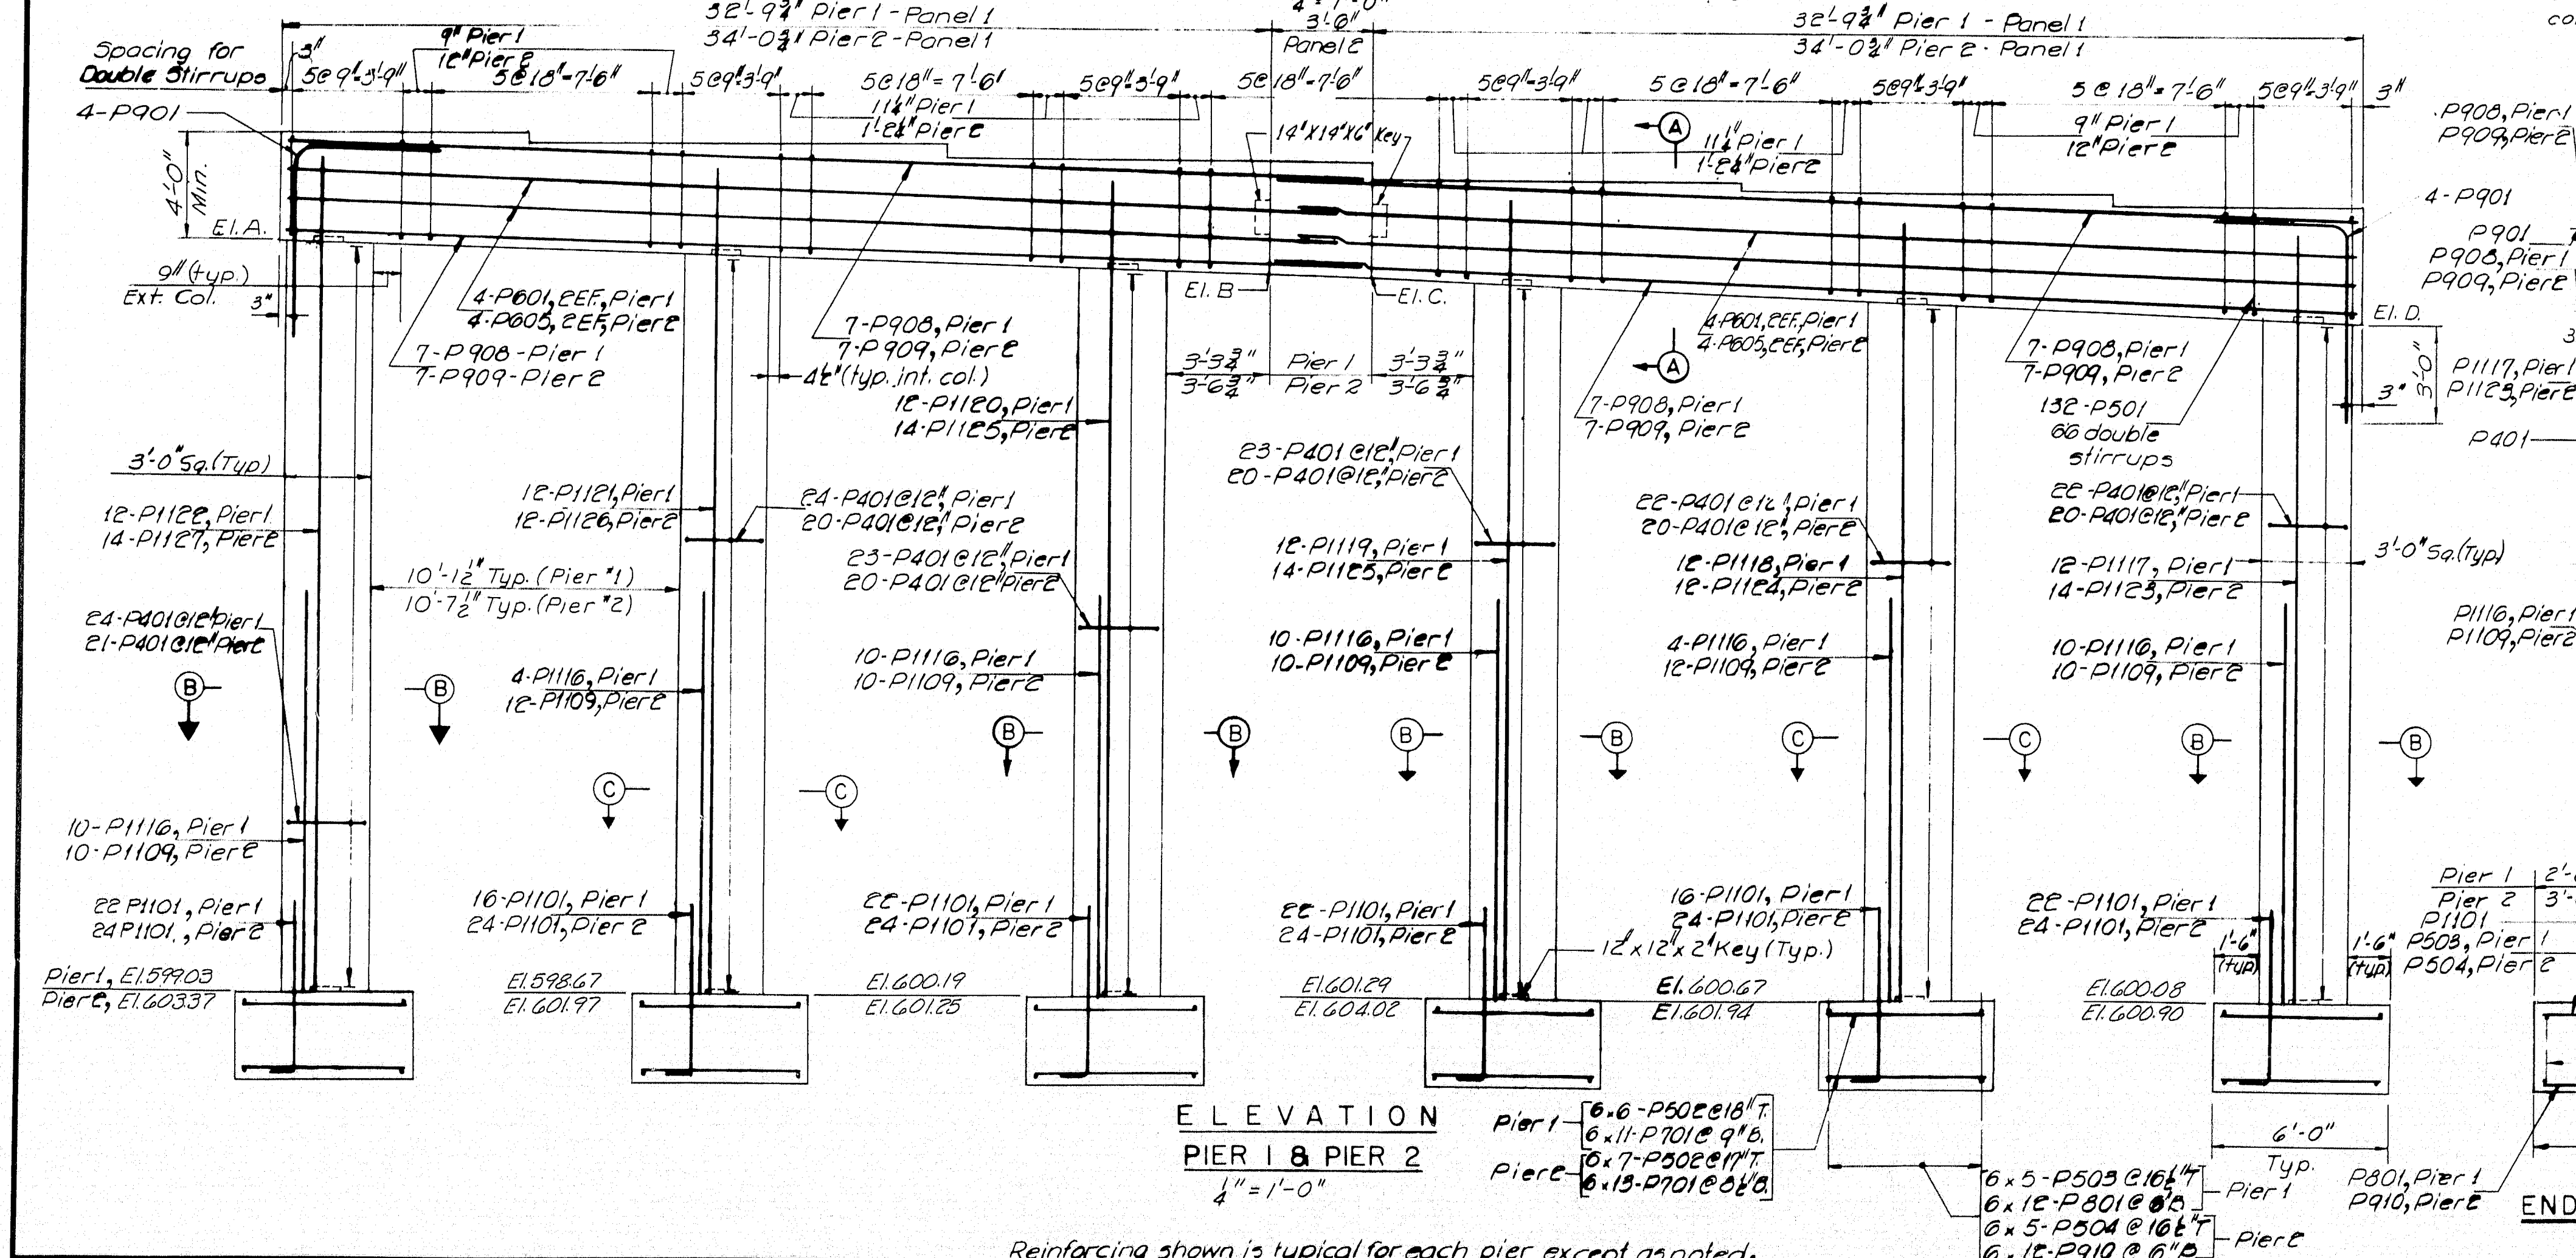 32'-9¾" Pier 1 - Panel 1
34'-0¾" Pier 2 - Panel 1
3'-6"
Panel 2
32'-9¾" Pier 1 - Panel 1
34'-0¾" Pier 2 - Panel 1
Spacing for
Double Stirrups
3"
9" Pier 1
12" Pier 2
5@9"=3'-9"
5@18"=7'-6"
5@9"=3'-9"
5@18"=7'-6"
5@9"=3'-9"
5@18"=7'-6"
5@9"=3'-9"
5@18"=7'-6"
5@9"=3'-9"
5@18"=7'-6"
5@9"=3'-9"
3"
11¼" Pier 1
1'-2¼" Pier 2
14"X14"X6" Key
A
11¼" Pier 1
1'-2¼" Pier 2
9" Pier 1
12" Pier 2
P908, Pier 1
P909, Pier 2
4-P901
4'-0"
Min.
El. A.
9" (typ.)
Ext. Col.
3"
4-P601, 2EF, Pier 1
4-P605, 2EF, Pier 2
7-P908-Pier 1
7-P909-Pier 2
7-P908, Pier 1
7-P909, Pier 2
4½" (typ. int. col.)
El. B
El. C.
3'-3¾" Pier 1 3'-3¾"
3'-6¾" Pier 2 3'-6¾"
4-P601, 2EF, Pier 1
4-P605, 2EF, Pier 2
A
7-P908, Pier 1
7-P909, Pier 2
7-P908, Pier 1
7-P909, Pier 2
132-P501
66 double
stirrups
4-P901
P901
P908, Pier 1
P909, Pier 2
El. D.
3'-0"
3"
P1117, Pier 1
P1123, Pier 2
P401
3'-0" Sq. (Typ)
12-P1122, Pier 1
14-P1127, Pier 2
12-P1121, Pier 1
12-P1126, Pier 2
12-P1120, Pier 1
14-P1125, Pier 2
24-P401@12", Pier 1
20-P401@12", Pier 2
23-P401@12", Pier 1
20-P401@12" Pier 2
23-P401@12", Pier 1
20-P401@12", Pier 2
12-P1119, Pier 1
14-P1125, Pier 2
22-P401@12", Pier 1
20-P401@12", Pier 2
12-P1118, Pier 1
12-P1124, Pier 2
22-P401@12", Pier 1
20-P401@12", Pier 2
12-P1117, Pier 1
14-P1123, Pier 2
3'-0" Sq. (Typ)
10'-1½" Typ. (Pier #1)
10'-7½" Typ. (Pier #2)
24-P401@12" Pier 1
21-P401@12" Pier 2
4-P1116, Pier 1
12-P1109, Pier 2
10-P1116, Pier 1
10-P1109, Pier 2
10-P1116, Pier 1
10-P1109, Pier 2
4-P1116, Pier 1
12-P1109, Pier 2
10-P1116, Pier 1
10-P1109, Pier 2
P1116, Pier 1
P1109, Pier 2
B
B
B
B
B
B
C
C
B
B
C
C
10-P1116, Pier 1
10-P1109, Pier 2
22 P1101, Pier 1
24 P1101., Pier 2
16-P1101, Pier 1
24-P1101, Pier 2
22-P1101, Pier 1
24-P1101, Pier 2
22-P1101, Pier 1
24-P1101, Pier 2
16-P1101, Pier 1
24-P1101, Pier 2
22-P1101, Pier 1
24-P1101, Pier 2
12"x12"x2" Key (Typ.)
1'-6"
(typ)
1'-6"
(typ)
Pier 1
Pier 2
P1101
P503, Pier 1
P504, Pier 2
Pier 1, El.599.03
Pier 2, El.603.37
El.598.67
El.601.97
El.600.19
El.601.25
El.601.29
El.604.02
El.600.67
El.601.94
El.600.08
El.600.90
ELEVATION
PIER 1 & PIER 2
¼" = 1'-0"
Pier 1
6x6-P502@18"T.
6x11-P701@9"B.
Pier 2
6x7-P502@17"T.
6x13-P701@8½"B.
6x5-P503@16½"T
6x12-P801@6"B
Pier 1
6x5-P504@16½"T
6x12-P910@6"B
Pier 2
6'-0"
Typ.
P801, Pier 1
P910, Pier 2
END
Reinforcing shown is typical for each pier except as noted.